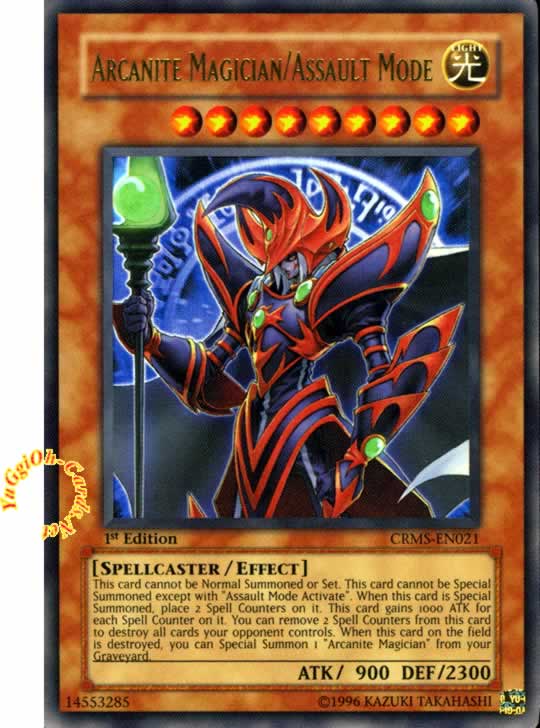 ARCANITE MAGICIAN/ASSAULT MODE
LIGHT
光
YuGgiOh-Cards.Net
1st Edition
CRMS-EN021
[SPELLCASTER / EFFECT]
This card cannot be Normal Summoned or Set. This card cannot be Special
Summoned except with "Assault Mode Activate". When this card is Special
Summoned, place 2 Spell Counters on it. This card gains 1000 ATK for
each Spell Counter on it. You can remove 2 Spell Counters from this card
to destroy all cards your opponent controls. When this card on the field
is destroyed, you can Special Summon 1 "Arcanite Magician" from your
Graveyard.
ATK/ 900 DEF/2300
14553285
©1996 KAZUKI TAKAHASHI